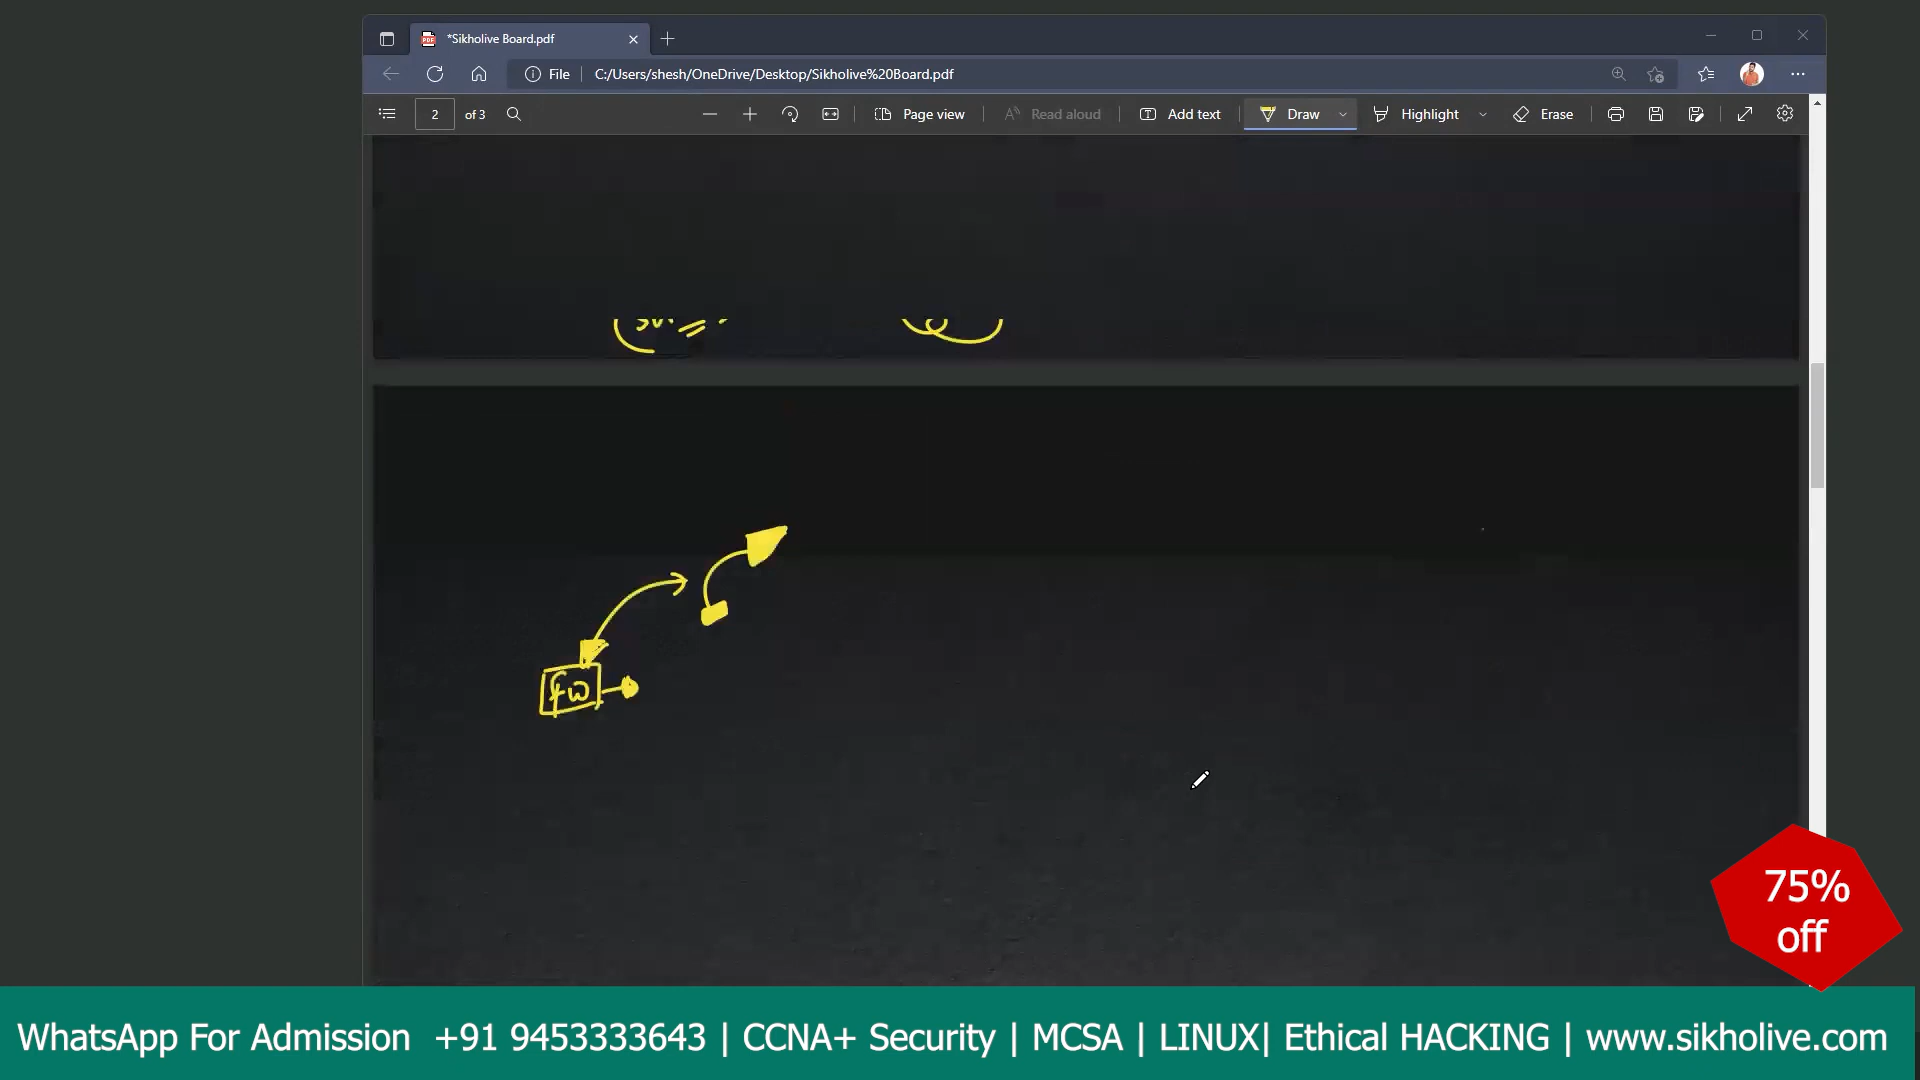 *Sikholive Board.pdf
File C:/Users/shesh/OneDrive/Desktop/Sikholive%20Board.pdf
2 of 3 Page view Read aloud Add text Draw Highlight Erase
fw
75%
off
WhatsApp For Admission +91 9453333643 | CCNA+ Security | MCSA | LINUX| Ethical HACKING | www.sikholive.com